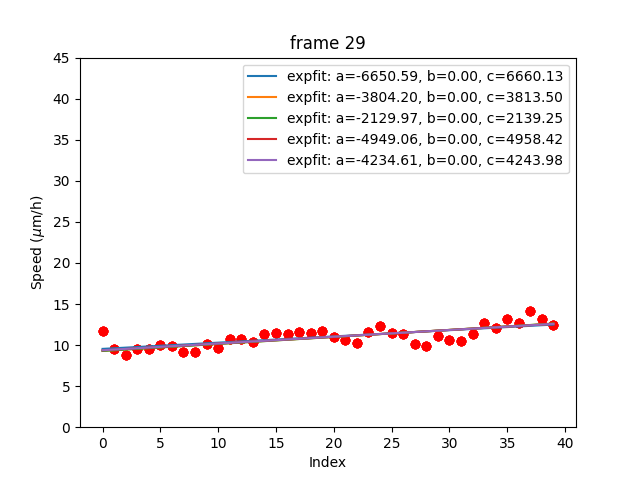 frame 29
expfit: a=-6650.59, b=0.00, c=6660.13
expfit: a=-3804.20, b=0.00, c=3813.50
expfit: a=-2129.97, b=0.00, c=2139.25
expfit: a=-4949.06, b=0.00, c=4958.42
expfit: a=-4234.61, b=0.00, c=4243.98
Speed (μm/h)
45
40
35
30
25
20
15
10
5
0
0 5 10 15 20 25 30 35 40
Index